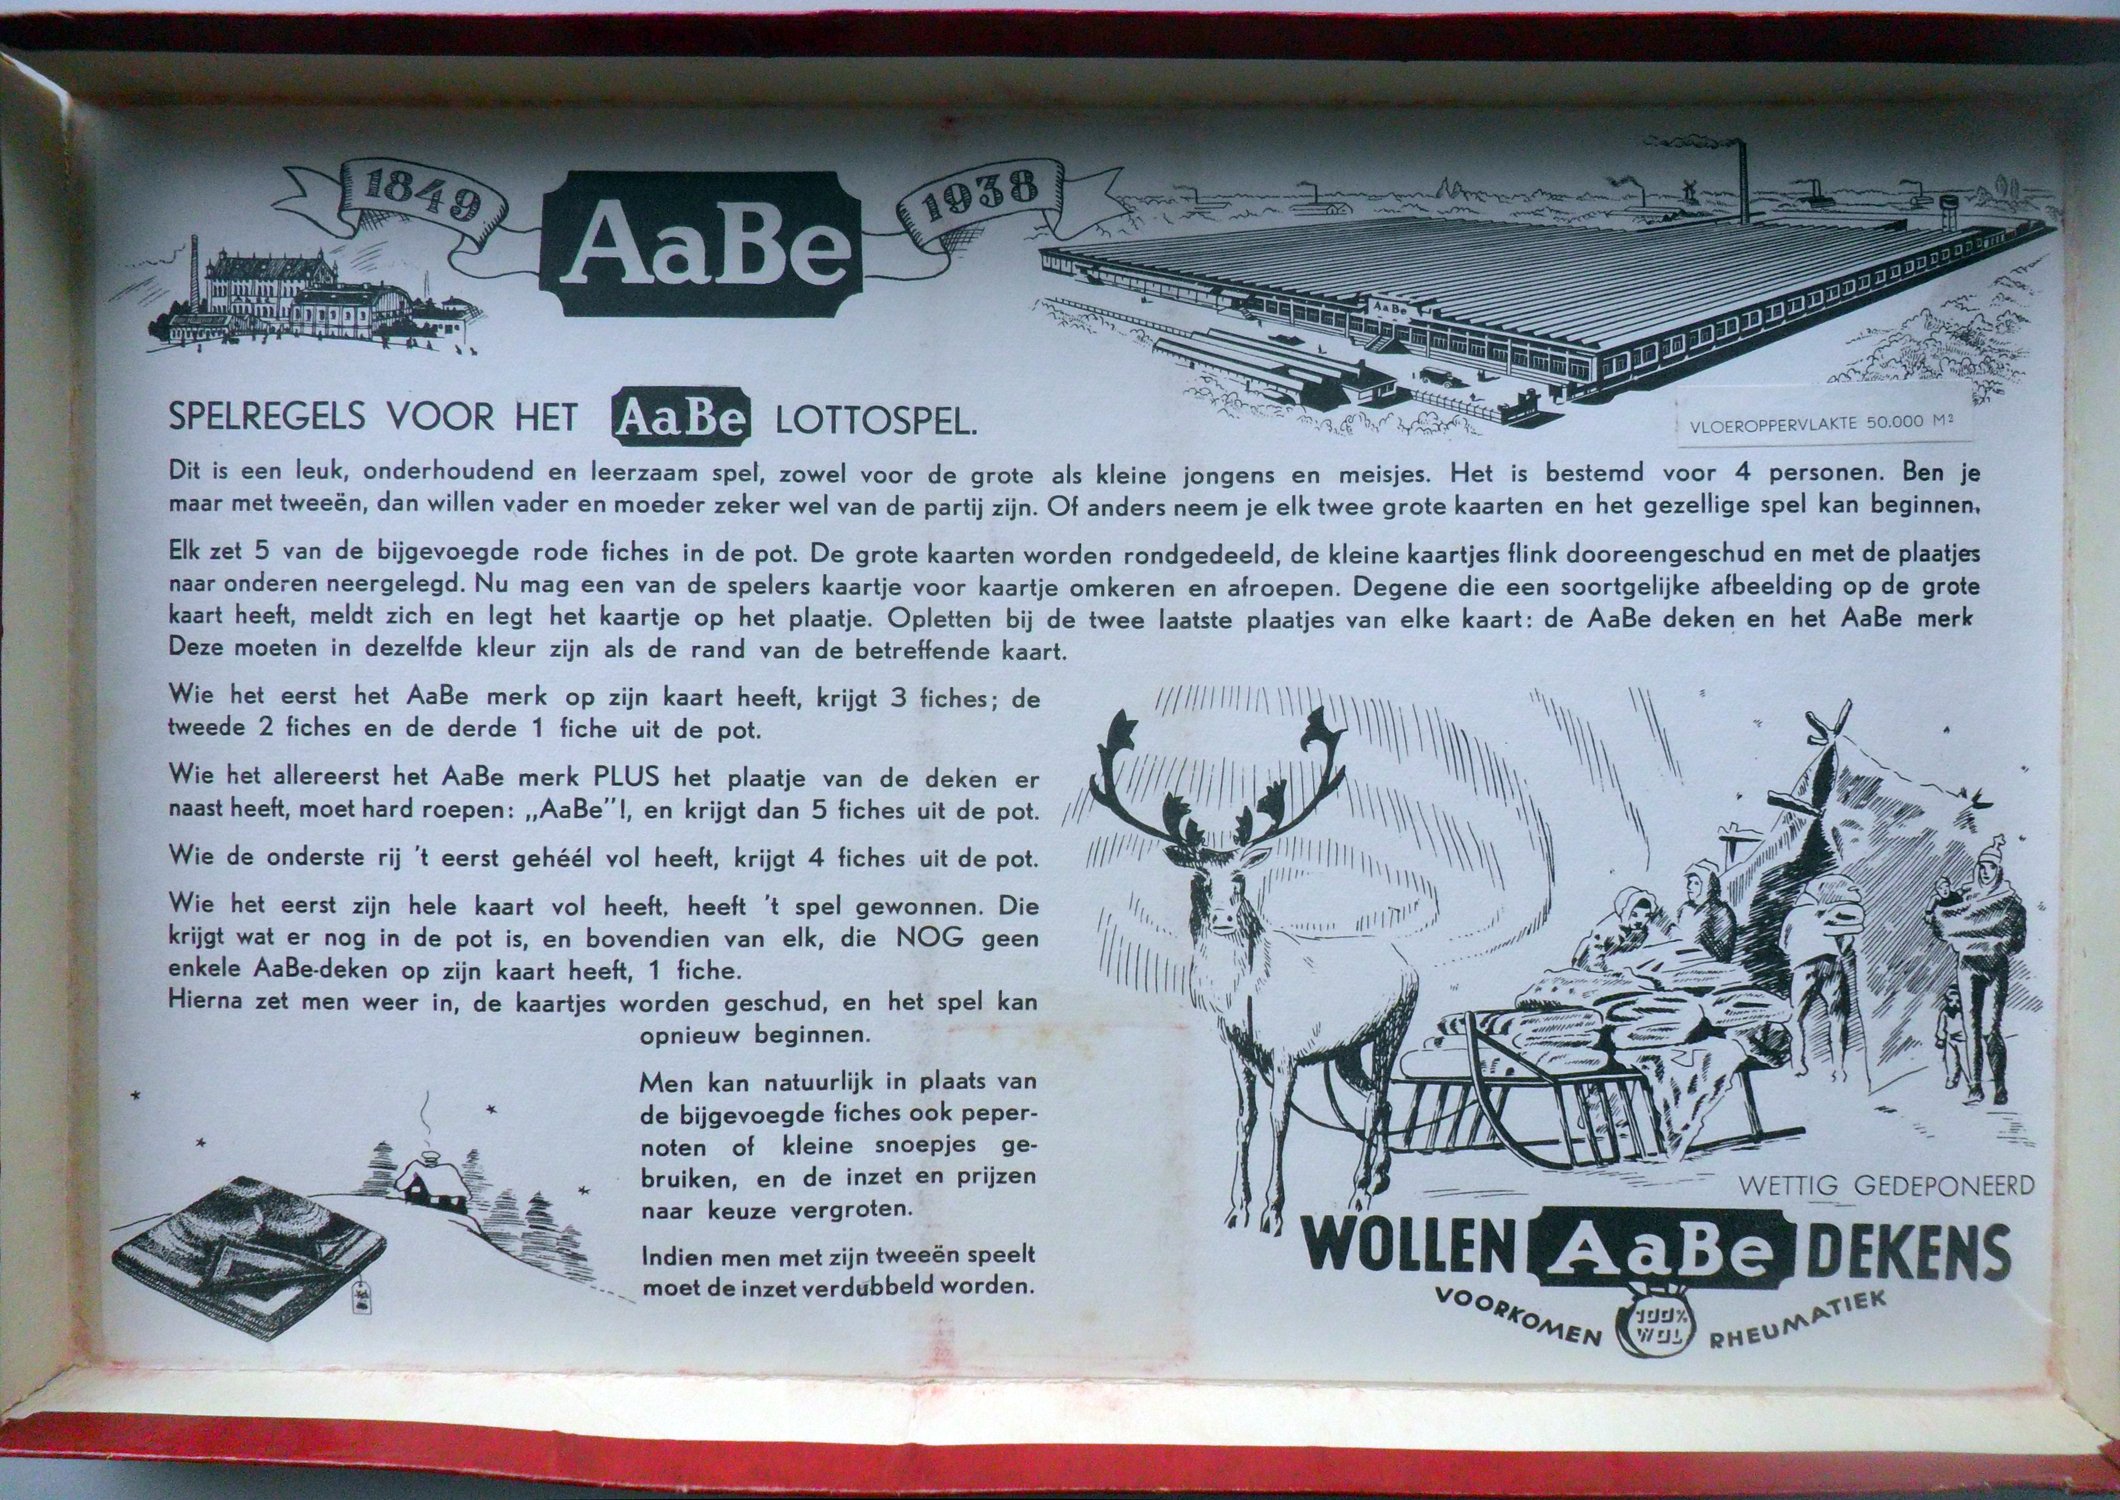 1849 AaBe 1938
AaBe
SPELREGELS VOOR HET AaBe LOTTOSPEL.
VLOEROPPERVLAKTE 50.000 M²
Dit is een leuk, onderhoudend en leerzaam spel, zowel voor de grote als kleine jongens en meisjes. Het is bestemd voor 4 personen. Ben je
maar met tweeën, dan willen vader en moeder zeker wel van de partij zijn. Of anders neem je elk twee grote kaarten en het gezellige spel kan beginnen.
Elk zet 5 van de bijgevoegde rode fiches in de pot. De grote kaarten worden rondgedeeld, de kleine kaartjes flink dooreengeschud en met de plaatjes
naar onderen neergelegd. Nu mag een van de spelers kaartje voor kaartje omkeren en afroepen. Degene die een soortgelijke afbeelding op de grote
kaart heeft, meldt zich en legt het kaartje op het plaatje. Opletten bij de twee laatste plaatjes van elke kaart: de AaBe deken en het AaBe merk
Deze moeten in dezelfde kleur zijn als de rand van de betreffende kaart.
Wie het eerst het AaBe merk op zijn kaart heeft, krijgt 3 fiches; de
tweede 2 fiches en de derde 1 fiche uit de pot.
Wie het allereerst het AaBe merk PLUS het plaatje van de deken er
naast heeft, moet hard roepen: „AaBe”!, en krijgt dan 5 fiches uit de pot.
Wie de onderste rij 't eerst gehéél vol heeft, krijgt 4 fiches uit de pot.
Wie het eerst zijn hele kaart vol heeft, heeft 't spel gewonnen. Die
krijgt wat er nog in de pot is, en bovendien van elk, die NOG geen
enkele AaBe-deken op zijn kaart heeft, 1 fiche.
Hierna zet men weer in, de kaartjes worden geschud, en het spel kan
opnieuw beginnen.
Men kan natuurlijk in plaats van
de bijgevoegde fiches ook peper-
noten of kleine snoepjes ge-
bruiken, en de inzet en prijzen
naar keuze vergroten.
Indien men met zijn tweeën speelt
moet de inzet verdubbeld worden.
WETTIG GEDEPONEERD
WOLLEN AaBe DEKENS
VOORKOMEN 100% WOL RHEUMATIEK